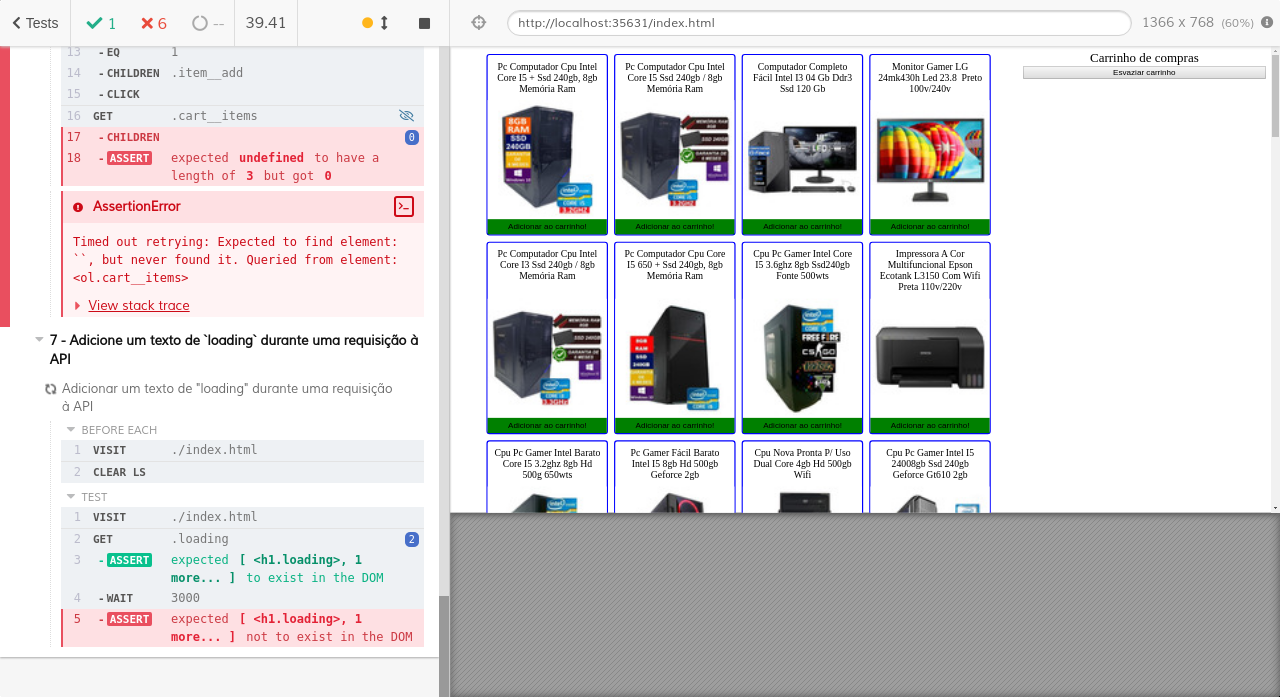 Tests
1
6
--
39.41
http://localhost:35631/index.html
1366 x 768 (60%)
13 - EQ 1
14 - CHILDREN .item__add
15 - CLICK
16 GET .cart__items
17 - CHILDREN 0
18 - ASSERT expected undefined to have a
length of 3 but got 0
AssertionError
Timed out retrying: Expected to find element:
``, but never found it. Queried from element:
<ol.cart__items>
View stack trace
7 - Adicione um texto de `loading` durante uma requisição à
API
Adicionar um texto de "loading" durante uma requisição
à API
BEFORE EACH
1 VISIT ./index.html
2 CLEAR LS
TEST
1 VISIT ./index.html
2 GET .loading 2
3 - ASSERT expected [ <h1.loading>, 1
more... ] to exist in the DOM
4 - WAIT 3000
5 - ASSERT expected [ <h1.loading>, 1
more... ] not to exist in the DOM
Pc Computador Cpu Intel
Core I5 + Ssd 240gb, 8gb
Memória Ram
8GB
RAM
SSD
240GB
Adicionar ao carrinho!
Pc Computador Cpu Intel
Core I5 Ssd 240gb / 8gb
Memória Ram
Adicionar ao carrinho!
Computador Completo
Fácil Intel I3 04 Gb Ddr3
Ssd 120 Gb
Adicionar ao carrinho!
Monitor Gamer LG
24mk430h Led 23.8 Preto
100v/240v
Adicionar ao carrinho!
Carrinho de compras
Esvaziar carrinho
Pc Computador Cpu Intel
Core I3 Ssd 240gb / 8gb
Memória Ram
Adicionar ao carrinho!
Pc Computador Cpu Core
I5 650 + Ssd 240gb, 8gb
Memória Ram
Adicionar ao carrinho!
Cpu Pc Gamer Intel Core
I5 3.6ghz 8gb Ssd240gb
Fonte 500wts
FREE FIRE
CS:GO
Adicionar ao carrinho!
Impressora A Cor
Multifuncional Epson
Ecotank L3150 Com Wifi
Preta 110v/220v
Adicionar ao carrinho!
Cpu Pc Gamer Intel Barato
Core I5 3.2ghz 8gb Hd
500g 650wts
Pc Gamer Fácil Barato
Intel I5 8gb Hd 500gb
Geforce 2gb
Cpu Nova Pronta P/ Uso
Dual Core 4gb Hd 500gb
Wifi
Cpu Pc Gamer Intel I5
24008gb Ssd 240gb
Geforce Gt610 2gb